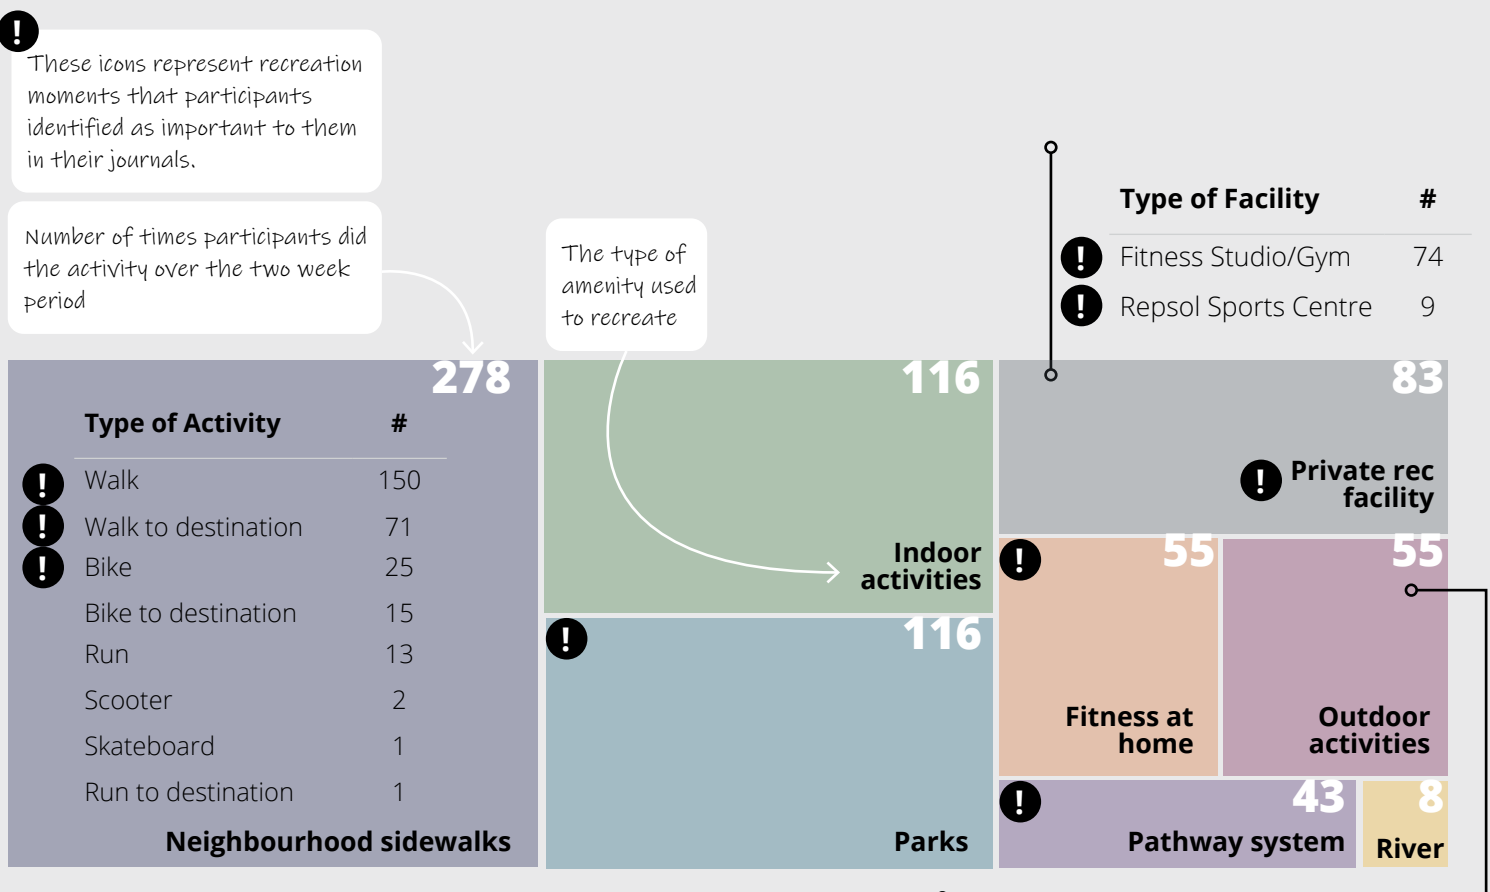 !
These icons represent recreation
moments that participants
identified as important to them
in their journals.
Number of times participants did
the activity over the two week
period
The type of
amenity used
to recreate
Type of Facility #
! Fitness Studio/Gym 74
! Repsol Sports Centre 9
278
Type of Activity #
! Walk 150
! Walk to destination 71
! Bike 25
Bike to destination 15
Run 13
Scooter 2
Skateboard 1
Run to destination 1
Neighbourhood sidewalks
116
Indoor
activities
! 116
Parks
83
! Private rec
facility
! 55
Fitness at
home
55
Outdoor
activities
! 43
Pathway system
8
River